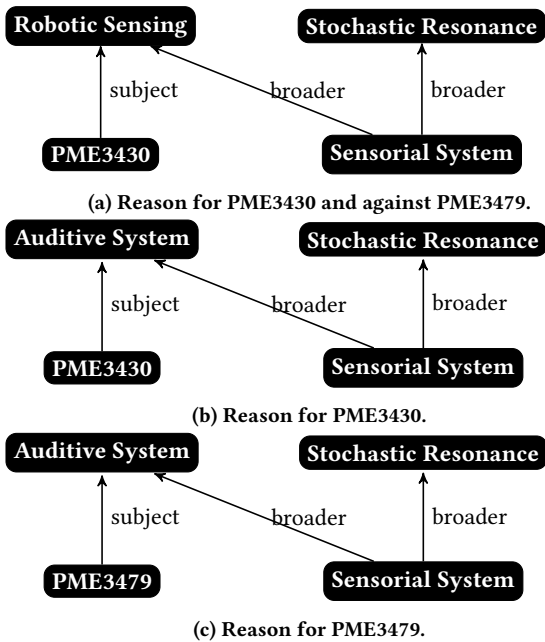 Robotic Sensing Stochastic Resonance
subject broader broader
PME3430 Sensorial System
(a) Reason for PME3430 and against PME3479.
Auditive System Stochastic Resonance
subject broader broader
PME3430 Sensorial System
(b) Reason for PME3430.
Auditive System Stochastic Resonance
subject broader broader
PME3479 Sensorial System
(c) Reason for PME3479.